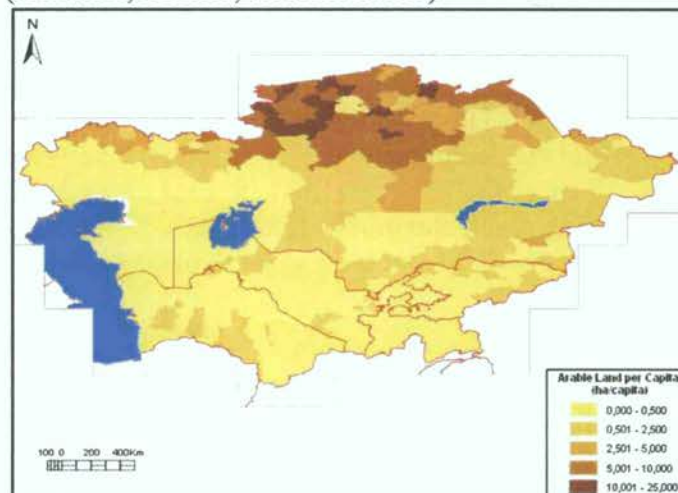 N
Arable Land per Capita
(ha/capita)
0,000 - 0,500
0,501 - 2,500
2,501 - 5,000
5,001 - 10,000
10,001 - 25,000
100 0 200 400Km